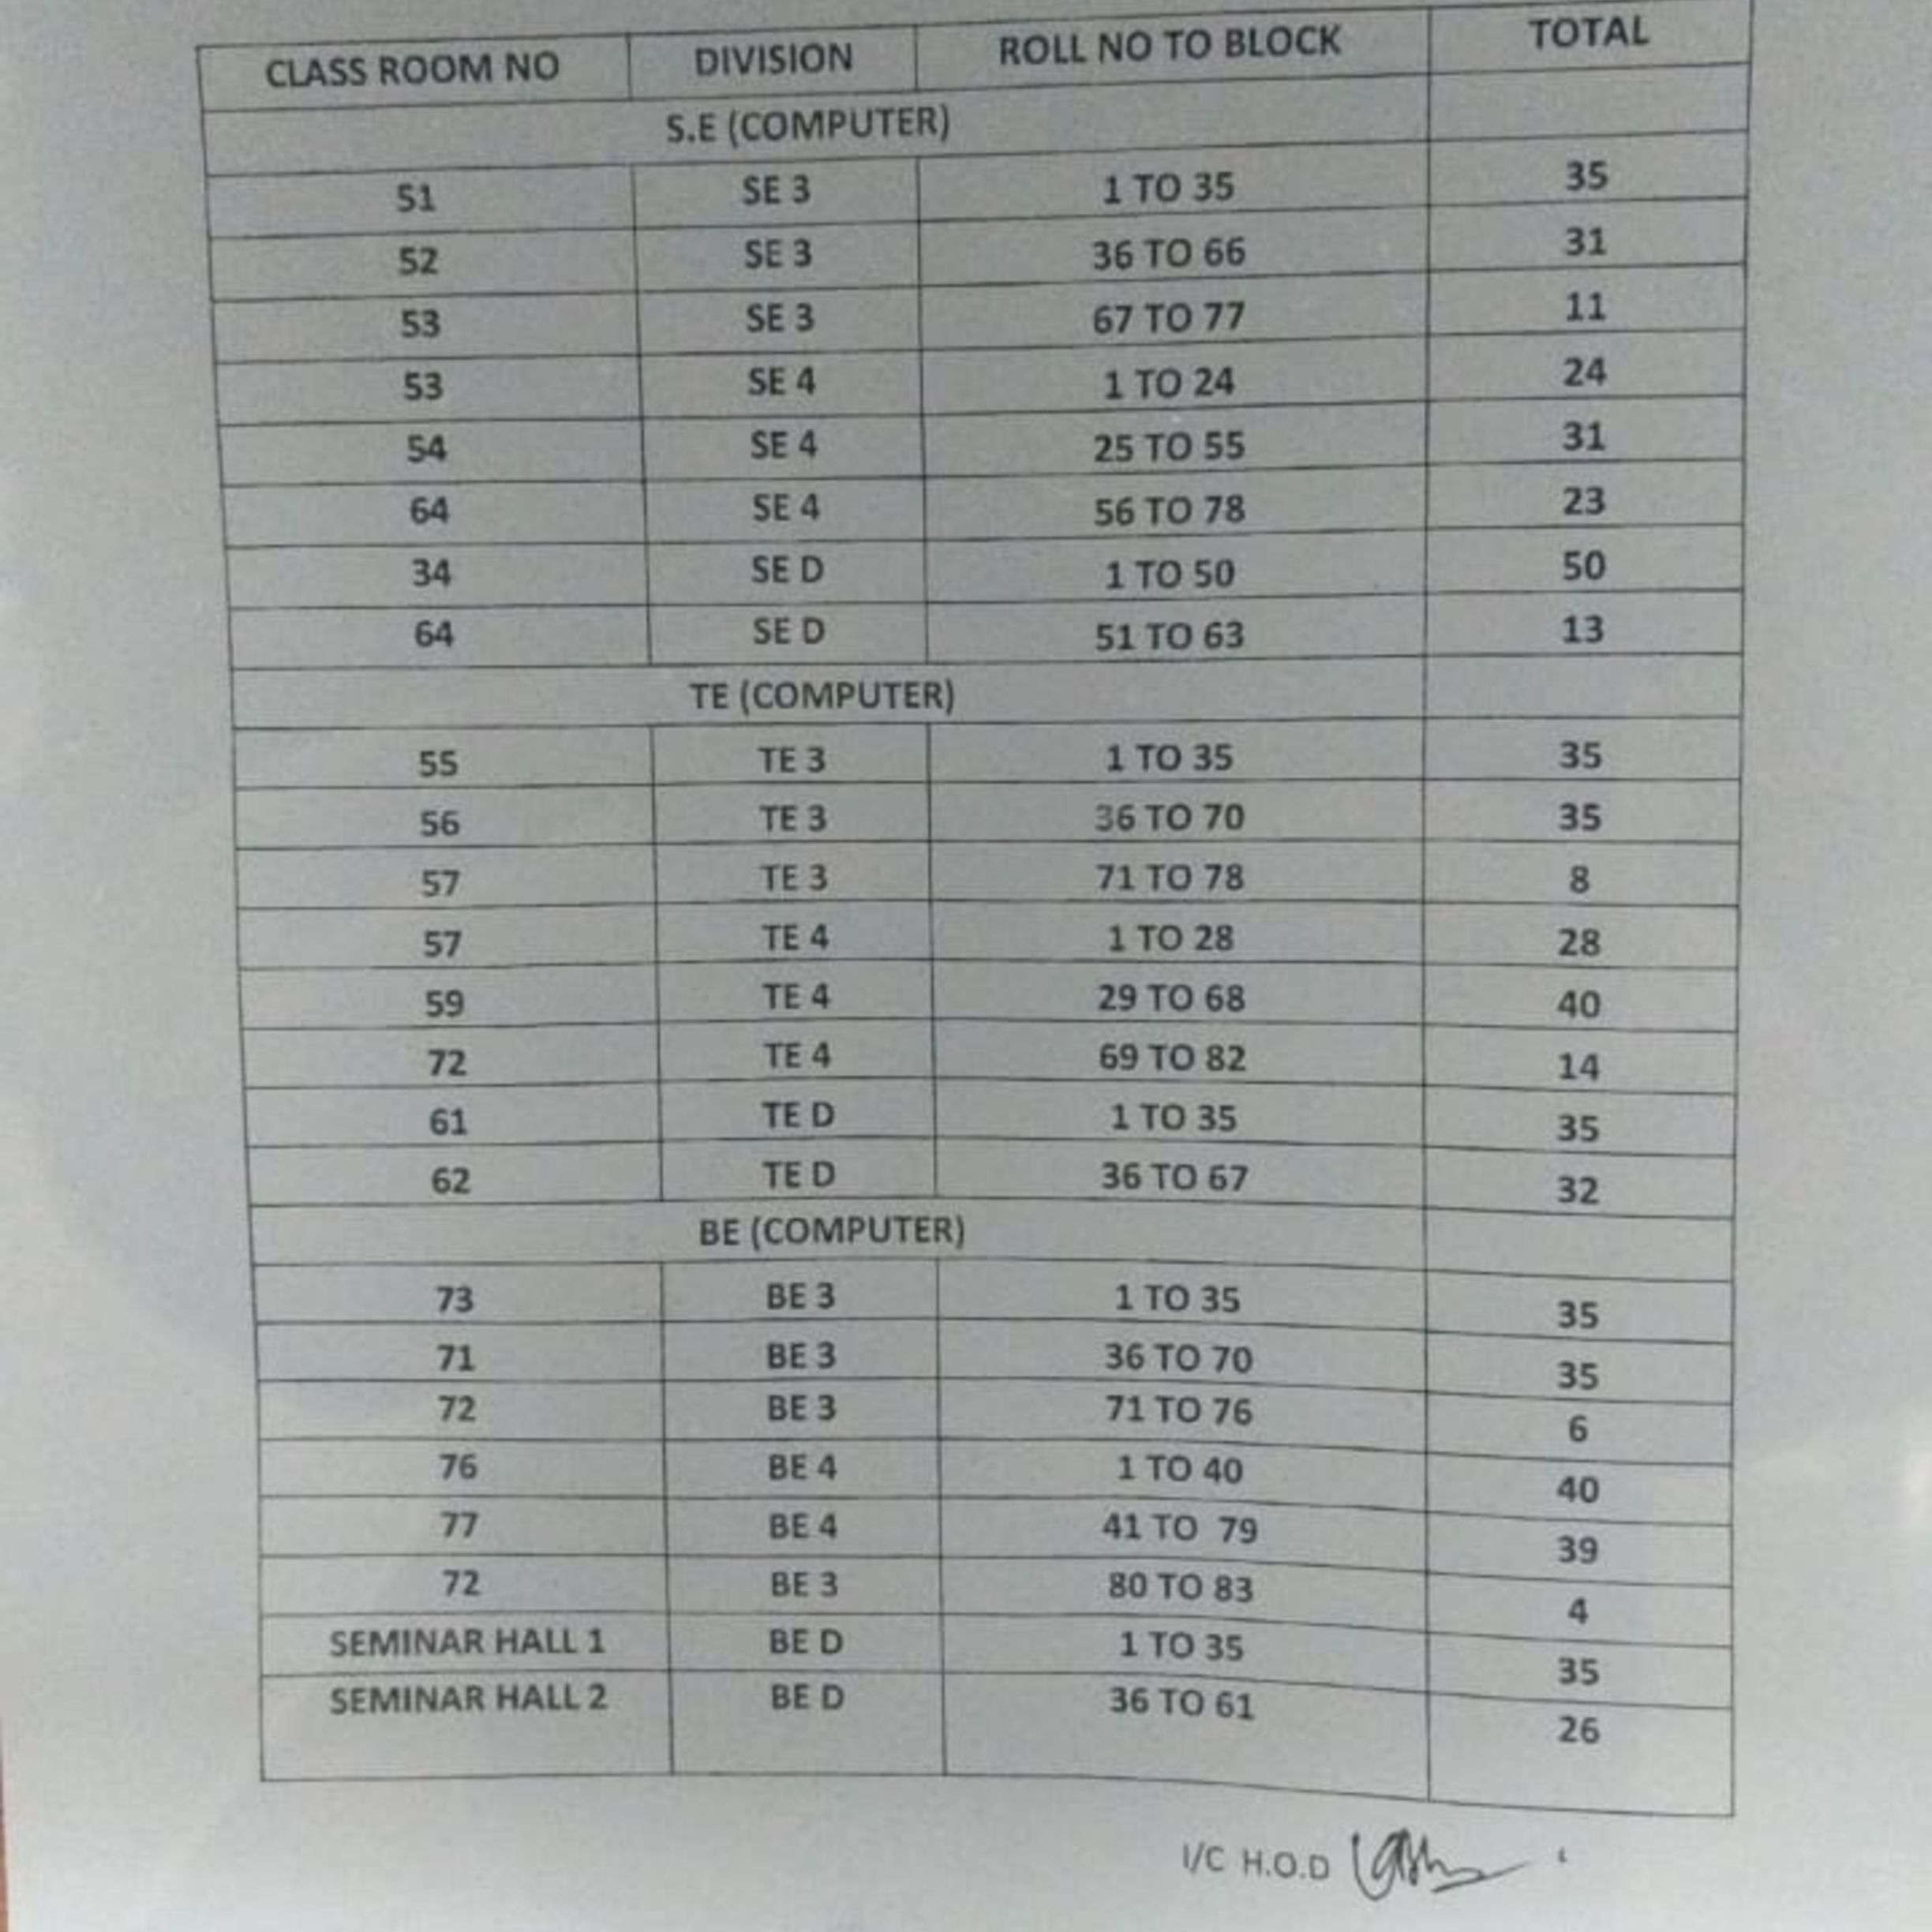 CLASS ROOM NO DIVISION ROLL NO TO BLOCK TOTAL
S.E (COMPUTER)
51 SE 3 1 TO 35 35
52 SE 3 36 TO 66 31
53 SE 3 67 TO 77 11
53 SE 4 1 TO 24 24
54 SE 4 25 TO 55 31
64 SE 4 56 TO 78 23
34 SE D 1 TO 50 50
64 SE D 51 TO 63 13
TE (COMPUTER)
55 TE 3 1 TO 35 35
56 TE 3 36 TO 70 35
57 TE 3 71 TO 78 8
57 TE 4 1 TO 28 28
59 TE 4 29 TO 68 40
72 TE 4 69 TO 82 14
61 TE D 1 TO 35 35
62 TE D 36 TO 67 32
BE (COMPUTER)
73 BE 3 1 TO 35 35
71 BE 3 36 TO 70 35
72 BE 3 71 TO 76 6
76 BE 4 1 TO 40 40
77 BE 4 41 TO 79 39
72 BE 3 80 TO 83 4
SEMINAR HALL 1 BE D 1 TO 35 35
SEMINAR HALL 2 BE D 36 TO 61 26
I/C H.O.D